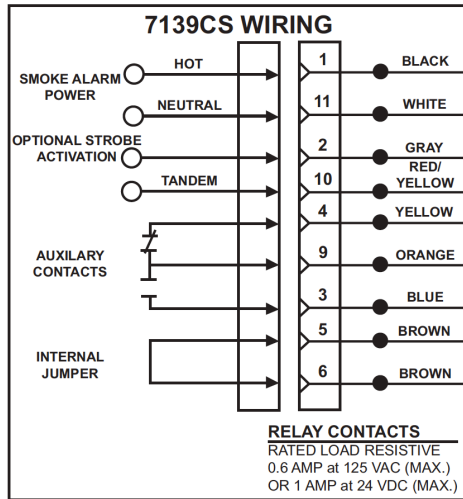 7139CS WIRING
SMOKE ALARM
POWER
HOT
1
BLACK
NEUTRAL
11
WHITE
OPTIONAL STROBE
ACTIVATION
2
GRAY
TANDEM
10
RED/
YELLOW
4
YELLOW
AUXILARY
CONTACTS
9
ORANGE
3
BLUE
INTERNAL
JUMPER
5
BROWN
6
BROWN
RELAY CONTACTS
RATED LOAD RESISTIVE
0.6 AMP at 125 VAC (MAX.)
OR 1 AMP at 24 VDC (MAX.)